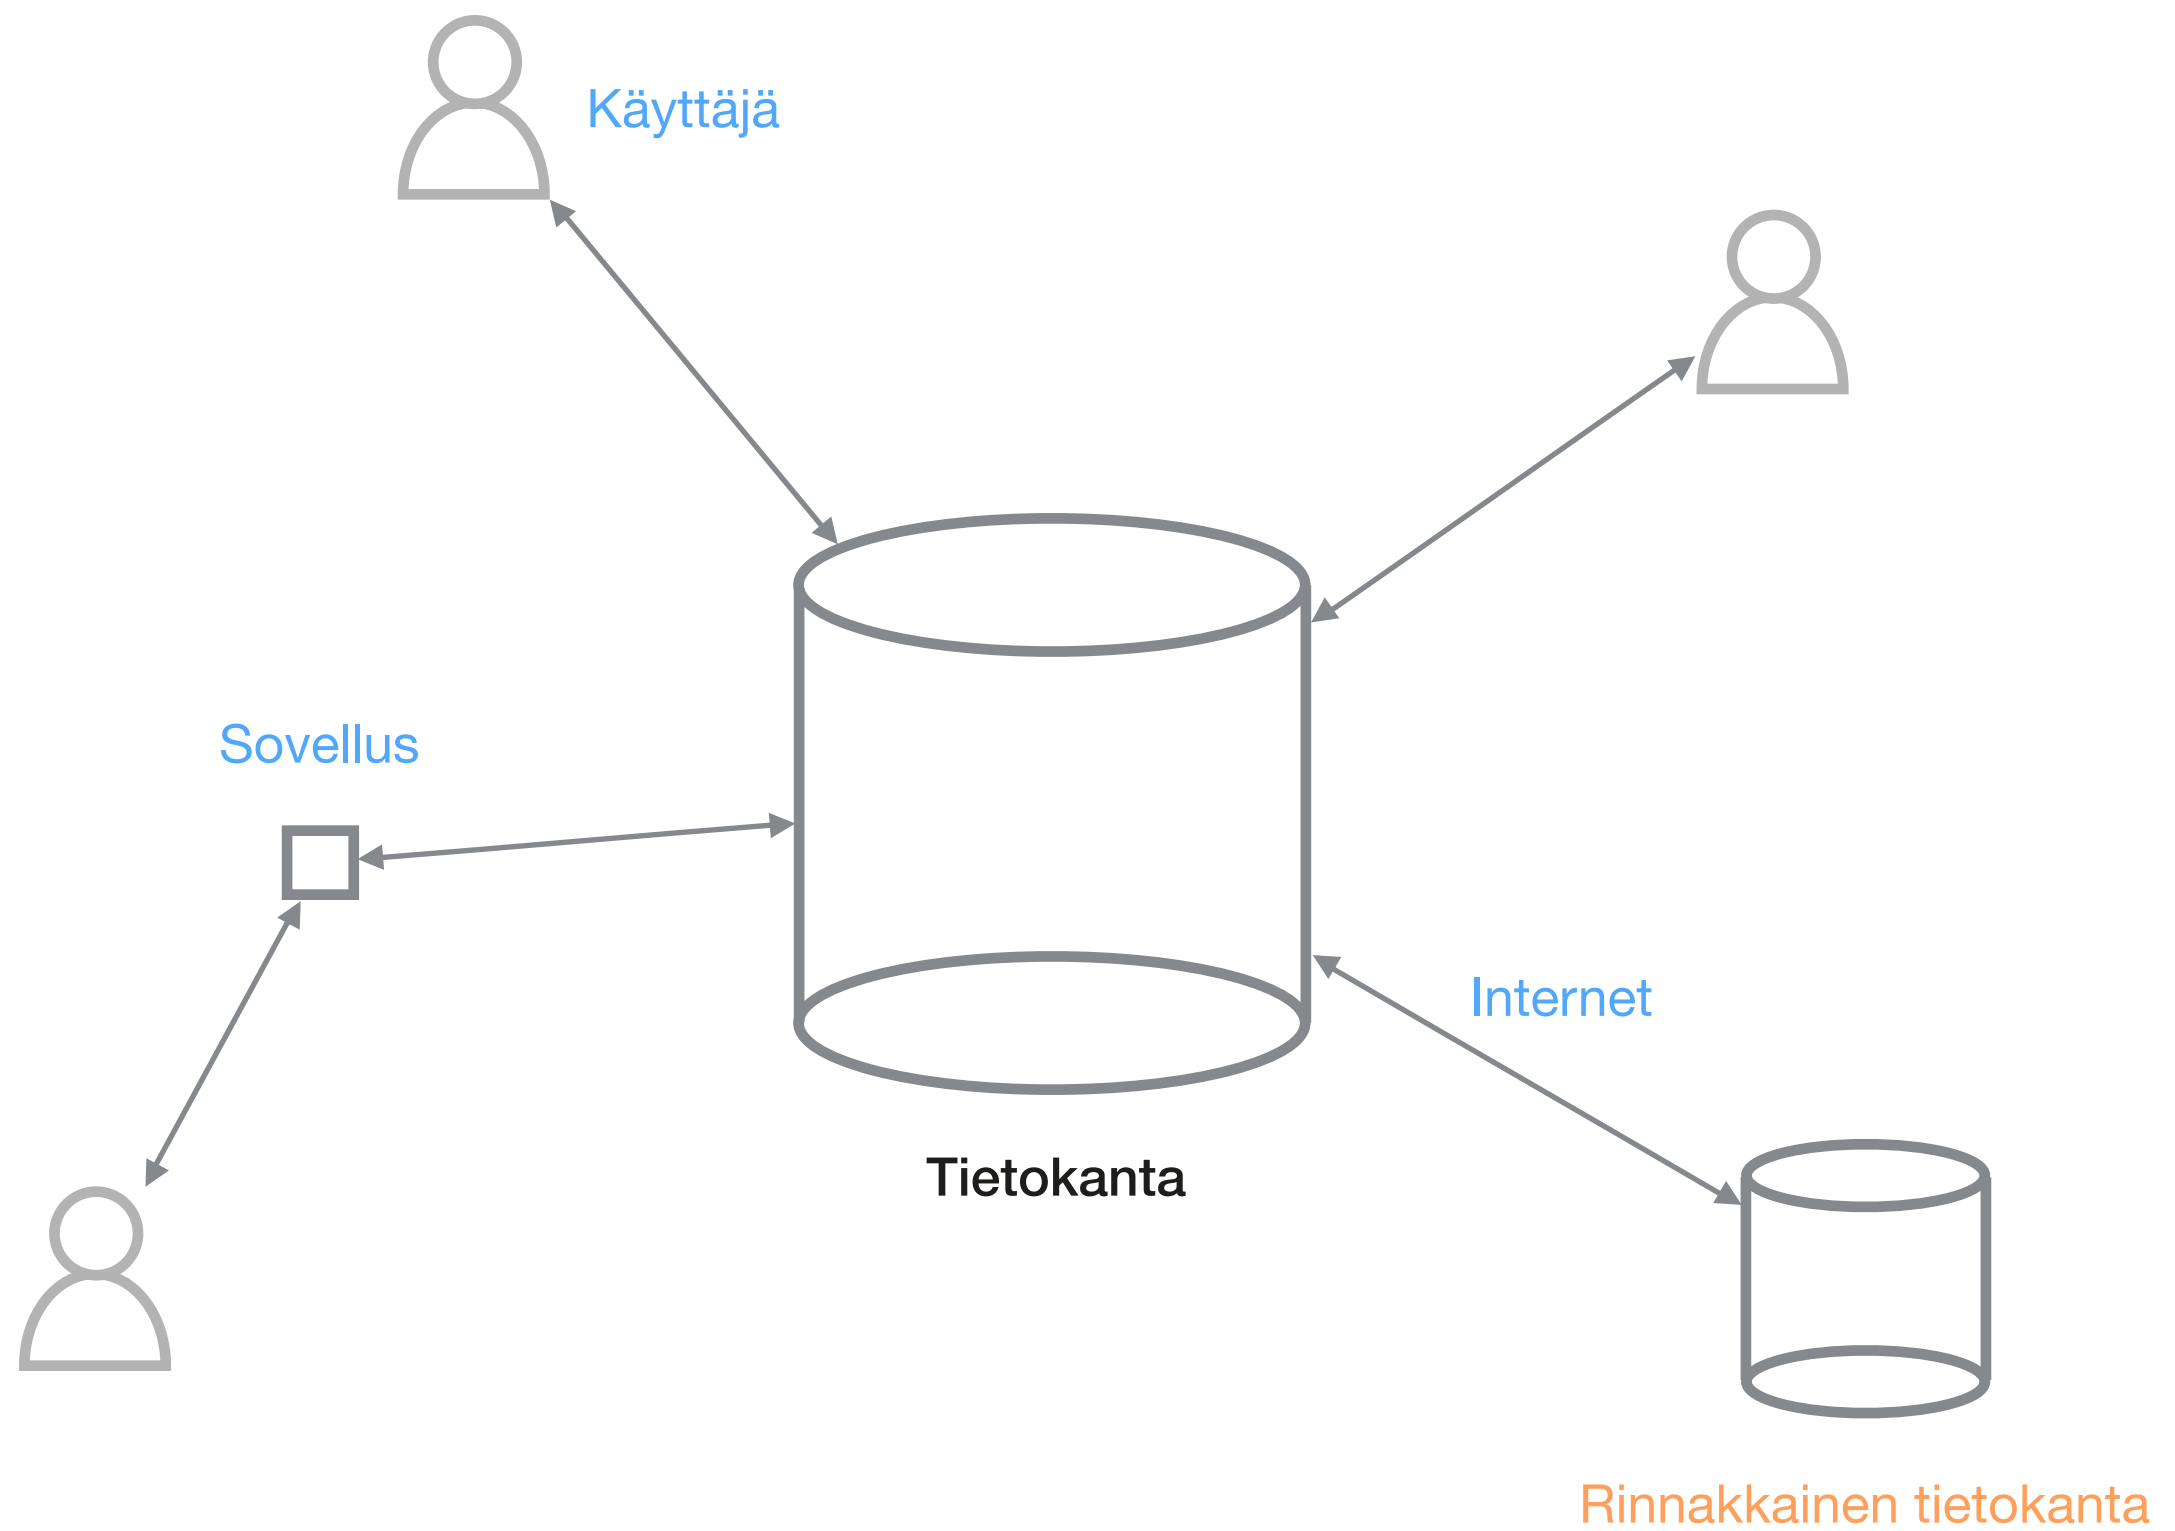 Käyttäjä
Sovellus
Internet
Tietokanta
Rinnakkainen tietokanta